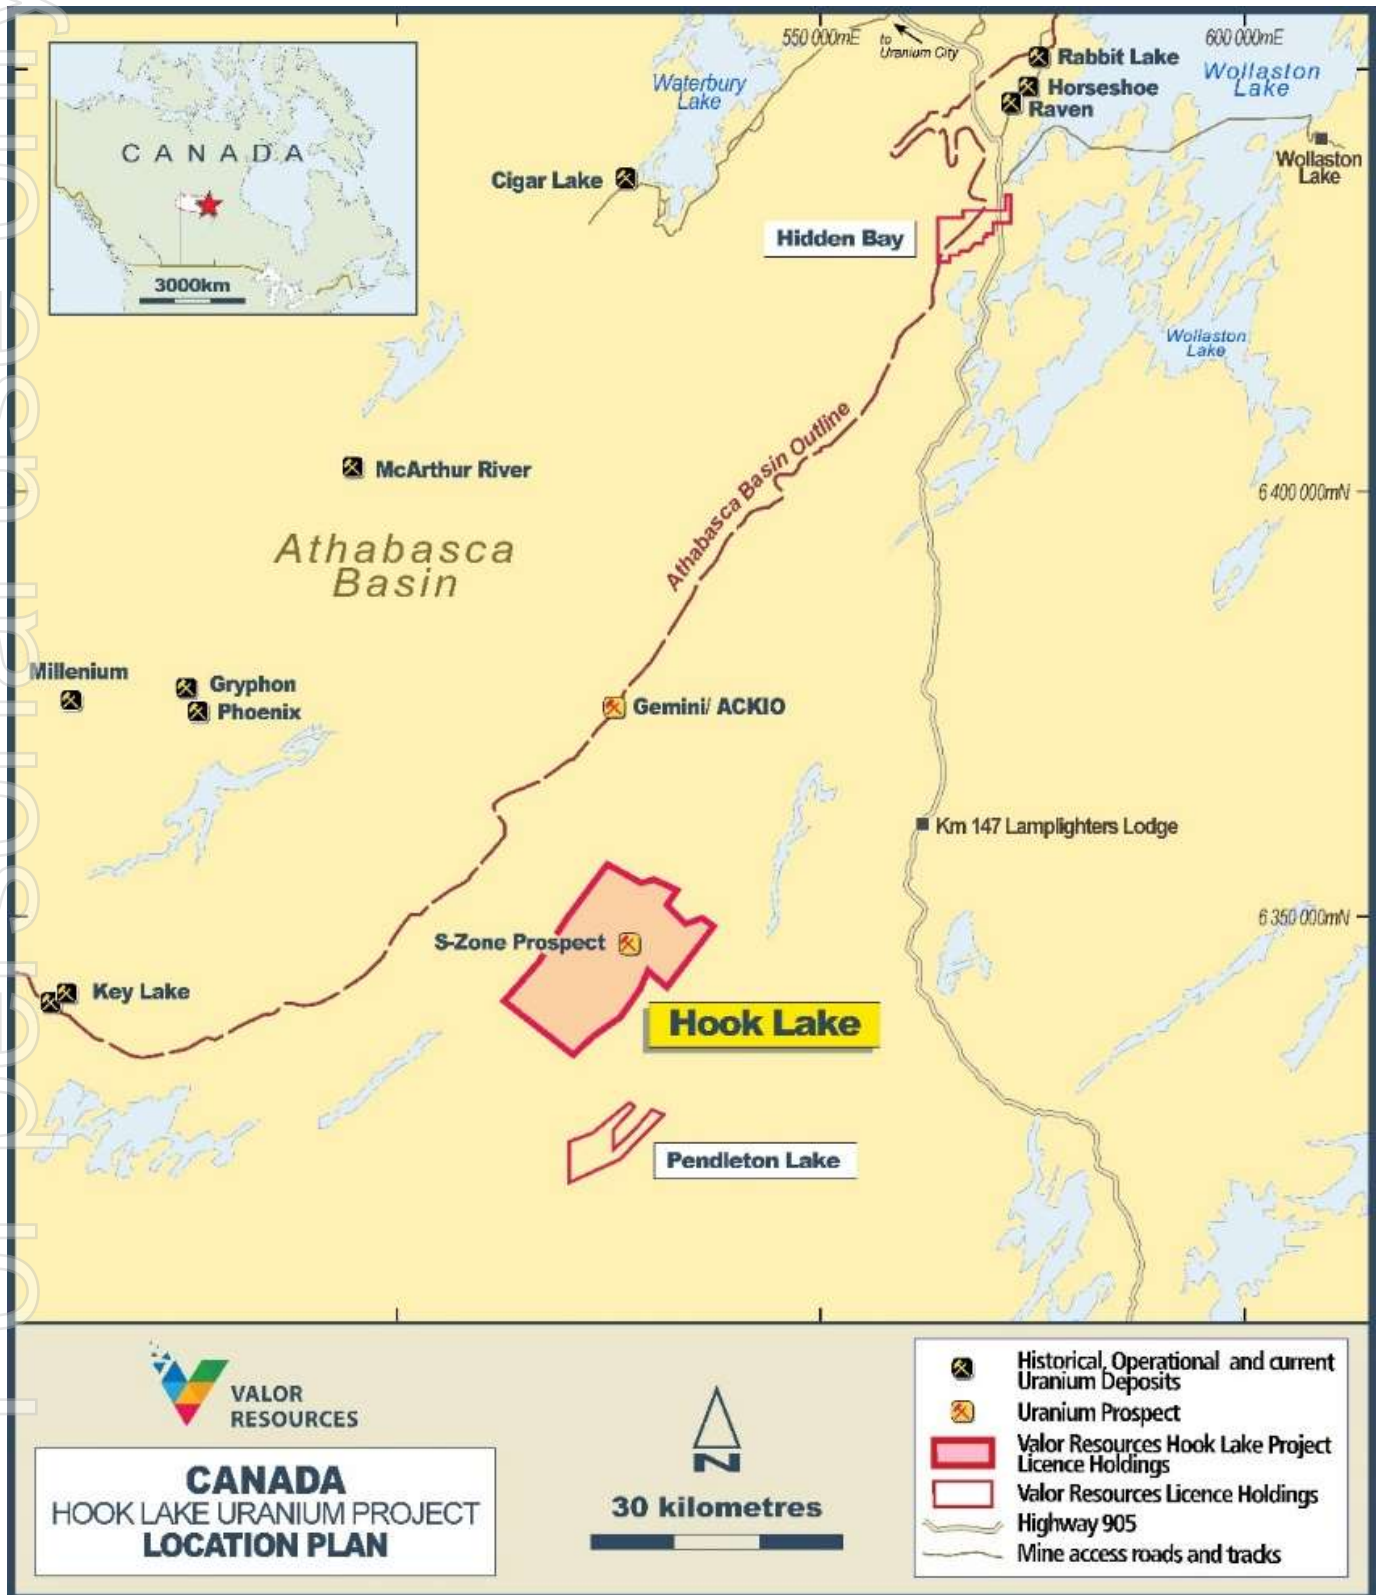 550 000mE
to
Uranium City
600 000mE
Rabbit Lake
Horseshoe
Raven
Wollaston
Lake
Waterbury
Lake
CANADA
3000km
Cigar Lake
Wollaston
Lake
Hidden Bay
Wollaston
Lake
Athabasca Basin Outline
McArthur River
6 400 000mN
Athabasca
Basin
Millenium
Gryphon
Phoenix
Gemini/ ACKIO
Km 147 Lamplighters Lodge
6 350 000mN
S-Zone Prospect
Key Lake
Hook Lake
Pendleton Lake
VALOR
RESOURCES
CANADA
HOOK LAKE URANIUM PROJECT
LOCATION PLAN
N
30 kilometres
Historical, Operational and current
Uranium Deposits
Uranium Prospect
Valor Resources Hook Lake Project
Licence Holdings
Valor Resources Licence Holdings
Highway 905
Mine access roads and tracks
For personal use only